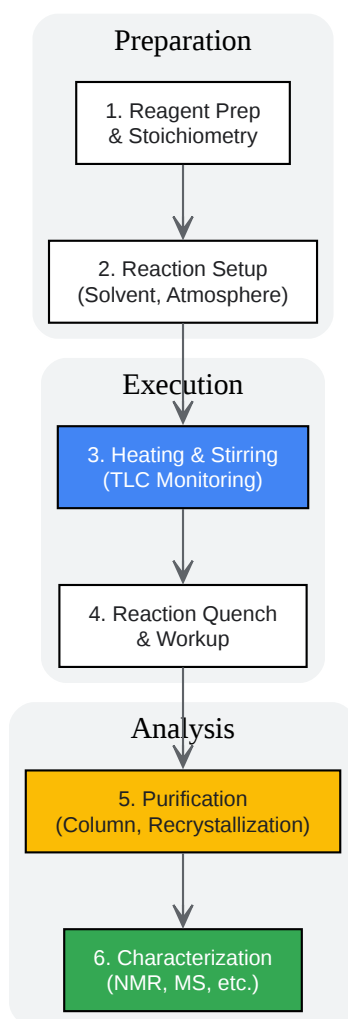 Preparation
1. Reagent Prep
& Stoichiometry
2. Reaction Setup
(Solvent, Atmosphere)
Execution
3. Heating & Stirring
(TLC Monitoring)
4. Reaction Quench
& Workup
Analysis
5. Purification
(Column, Recrystallization)
6. Characterization
(NMR, MS, etc.)